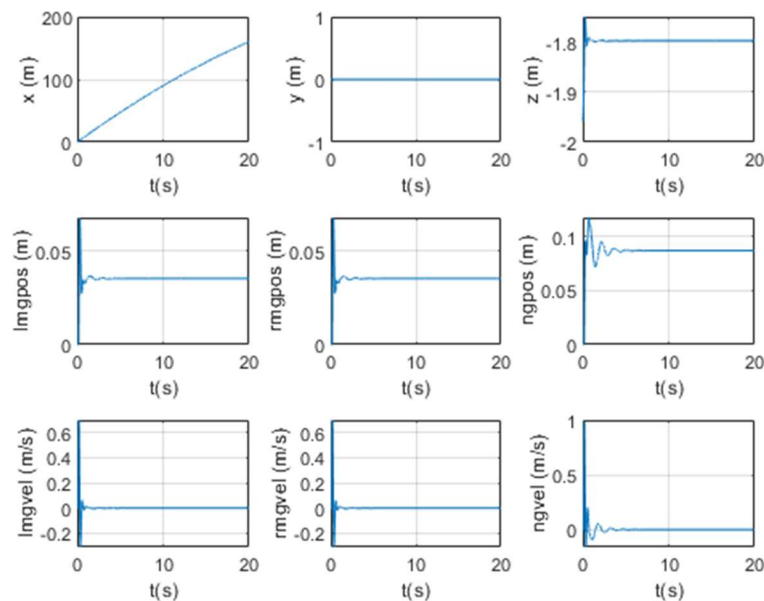 200
100
0
x (m)
0 10 20
t(s)
1
0
-1
y (m)
0 10 20
t(s)
-1.8
-1.9
-2
z (m)
0 10 20
t(s)
0.05
0
lmgpos (m)
0 10 20
t(s)
0.05
0
rmgpos (m)
0 10 20
t(s)
0.1
0.05
0
ngpos (m)
0 10 20
t(s)
0.6
0.4
0.2
0
-0.2
lmgvel (m/s)
0 10 20
t(s)
0.6
0.4
0.2
0
-0.2
rmgvel (m/s)
0 10 20
t(s)
1
0.5
0
ngvel (m/s)
0 10 20
t(s)